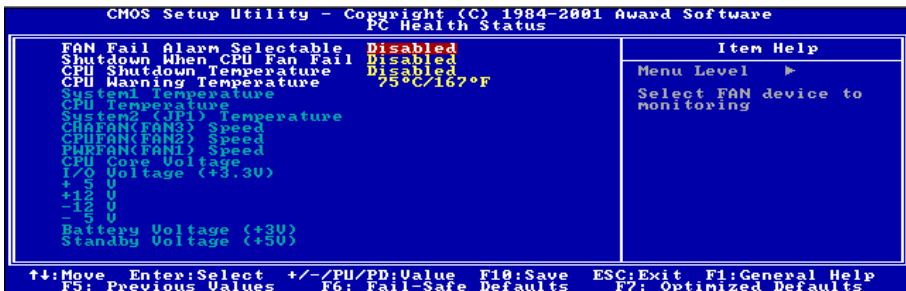 CMOS Setup Utility - Copyright (C) 1984-2001 Award Software
PC Health Status
FAN Fail Alarm Selectable Disabled
Shutdown When CPU Fan Fail Disabled
CPU Shutdown Temperature Disabled
CPU Warning Temperature 75°C/167°F
System1 Temperature
CPU Temperature
System2 (JP1) Temperature
CHAFAN(FAN3) Speed
CPUFAN(FAN2) Speed
PWRFAN(FAN1) Speed
CPU Core Voltage
I/O Voltage (+3.3V)
+ 5 V
+12 V
-12 V
- 5 V
Battery Voltage (+3V)
Standby Voltage (+5V)
Item Help
Menu Level ►
Select FAN device to
monitoring
↑↓:Move Enter:Select +/-/PU/PD:Value F10:Save ESC:Exit F1:General Help
F5: Previous Values F6: Fail-Safe Defaults F7: Optimized Defaults